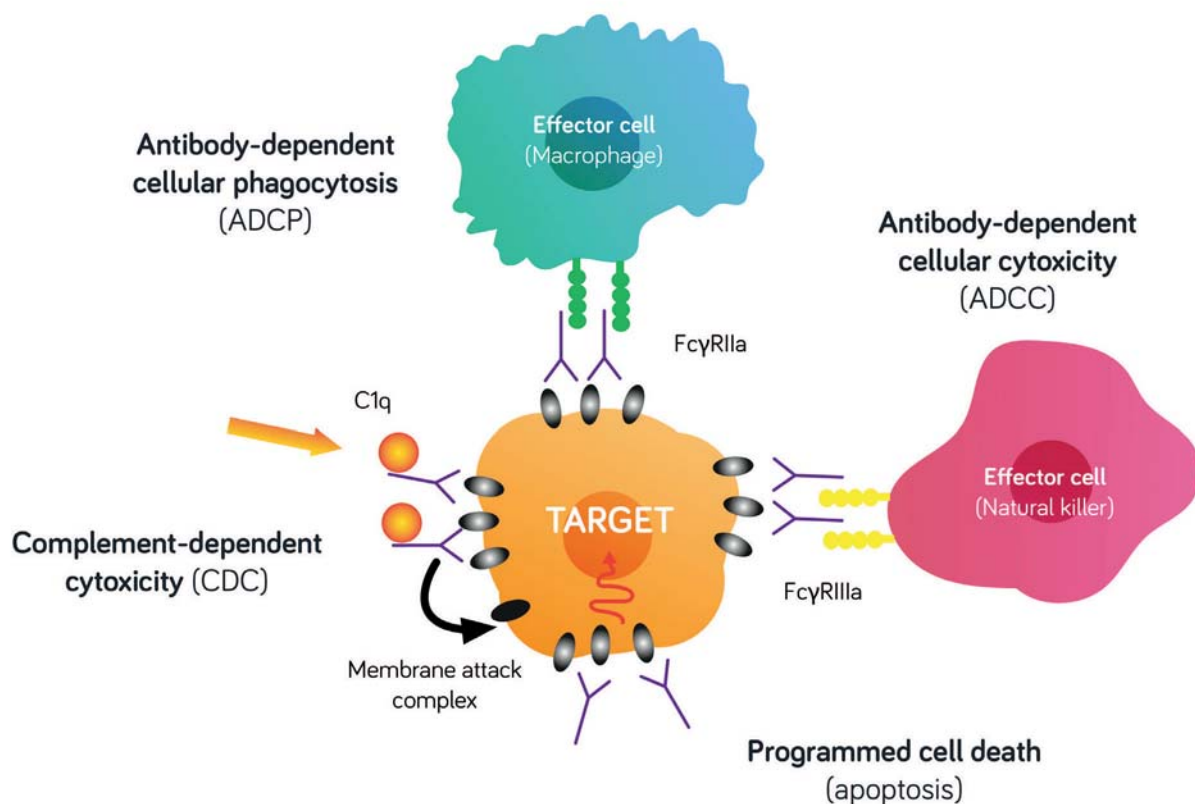 Effector cell
(Macrophage)
Antibody-dependent
cellular phagocytosis
(ADCP)
Antibody-dependent
cellular cytoxicity
(ADCC)
FcγRIIa
C1q
Effector cell
(Natural killer)
TARGET
Complement-dependent
cytoxicity (CDC)
FcγRIIIa
Membrane attack
complex
Programmed cell death
(apoptosis)